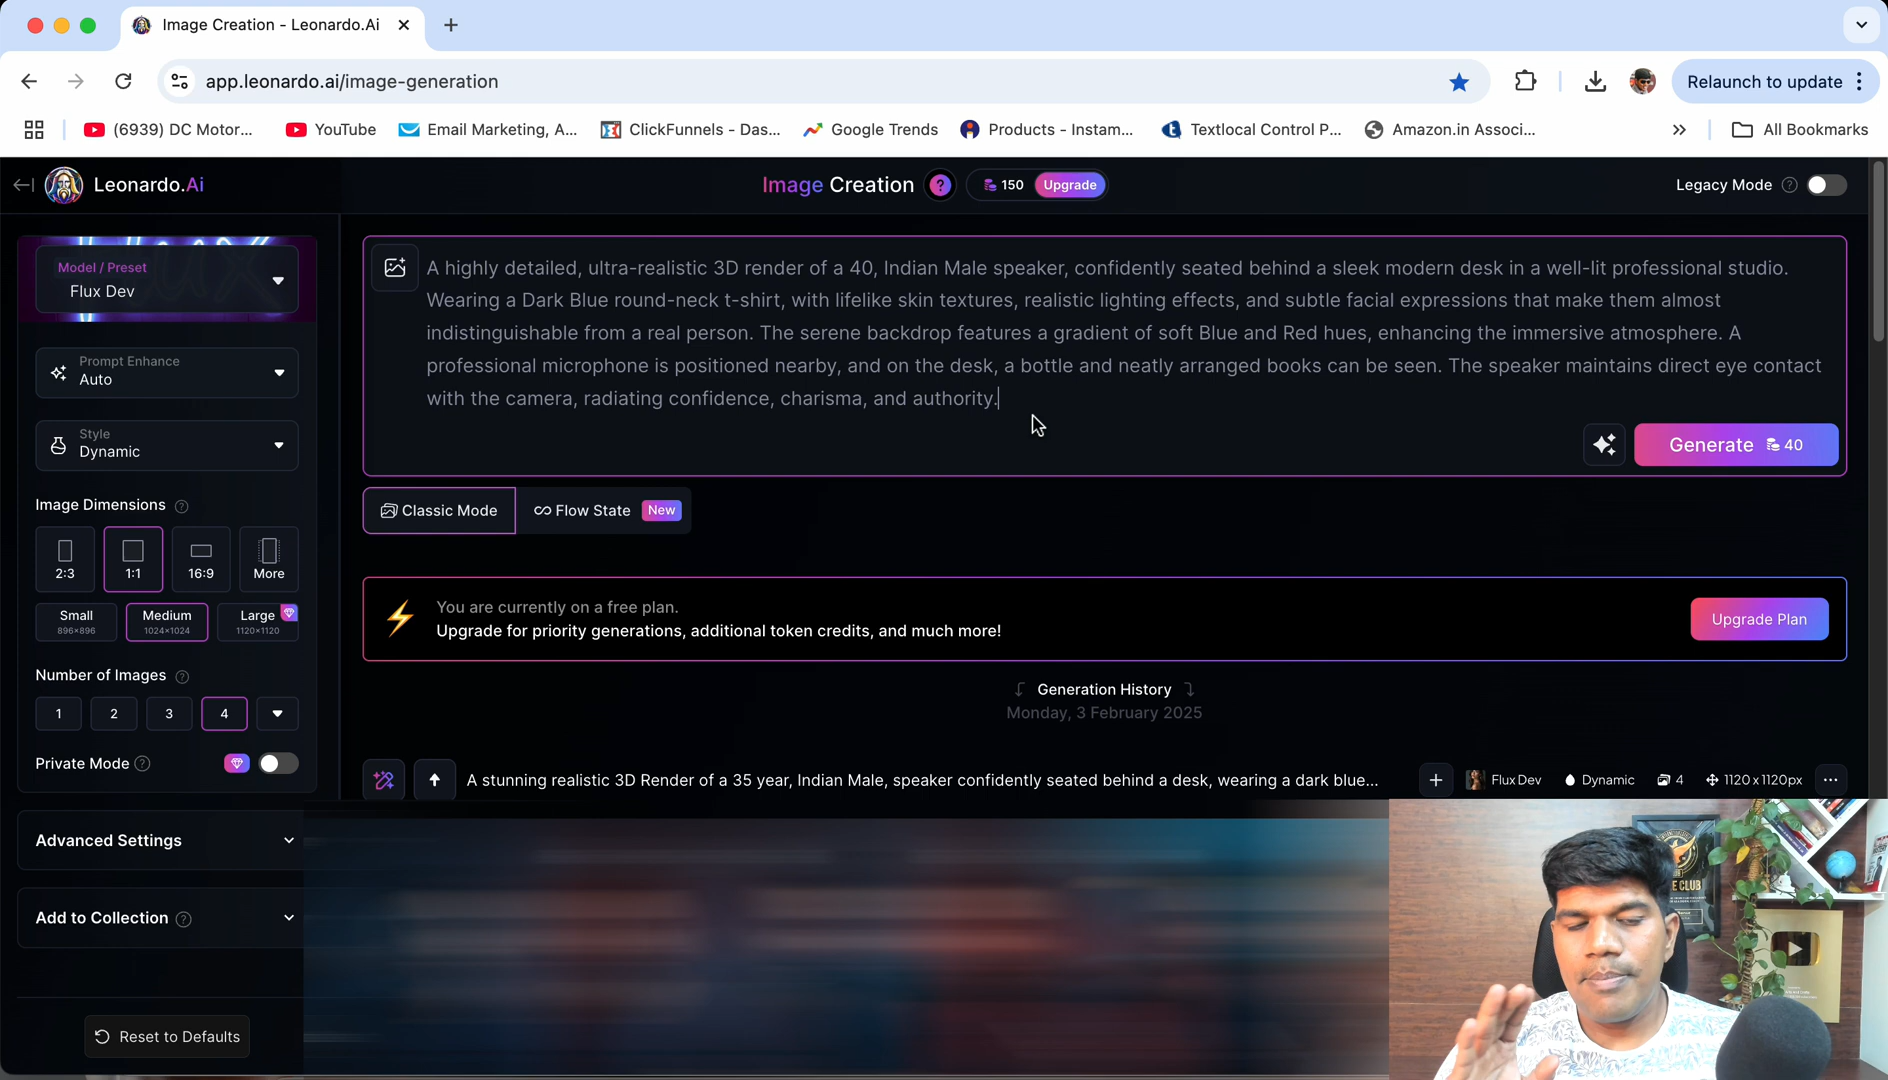 Image Creation - Leonardo.Ai
app.leonardo.ai/image-generation
Relaunch to update
(6939) DC Motor...
YouTube
Email Marketing, A...
ClickFunnels - Das...
Google Trends
Products - Instam...
Textlocal Control P...
Amazon.in Associ...
All Bookmarks
Leonardo.Ai
Image Creation
?
150
Upgrade
Legacy Mode
Model / Preset
Flux Dev
A highly detailed, ultra-realistic 3D render of a 40, Indian Male speaker, confidently seated behind a sleek modern desk in a well-lit professional studio.
Wearing a Dark Blue round-neck t-shirt, with lifelike skin textures, realistic lighting effects, and subtle facial expressions that make them almost
indistinguishable from a real person. The serene backdrop features a gradient of soft Blue and Red hues, enhancing the immersive atmosphere. A
professional microphone is positioned nearby, and on the desk, a bottle and neatly arranged books can be seen. The speaker maintains direct eye contact
with the camera, radiating confidence, charisma, and authority.
Generate 40
Prompt Enhance
Auto
Style
Dynamic
Classic Mode
Flow State New
Image Dimensions
2:3
1:1
16:9
More
Small
896×896
Medium
1024×1024
Large
1120×1120
You are currently on a free plan.
Upgrade for priority generations, additional token credits, and much more!
Upgrade Plan
Number of Images
1
2
3
4
Generation History
Monday, 3 February 2025
Private Mode
A stunning realistic 3D Render of a 35 year, Indian Male, speaker confidently seated behind a desk, wearing a dark blue...
Flux Dev
Dynamic
4
1120 x 1120px
Advanced Settings
Add to Collection
Reset to Defaults